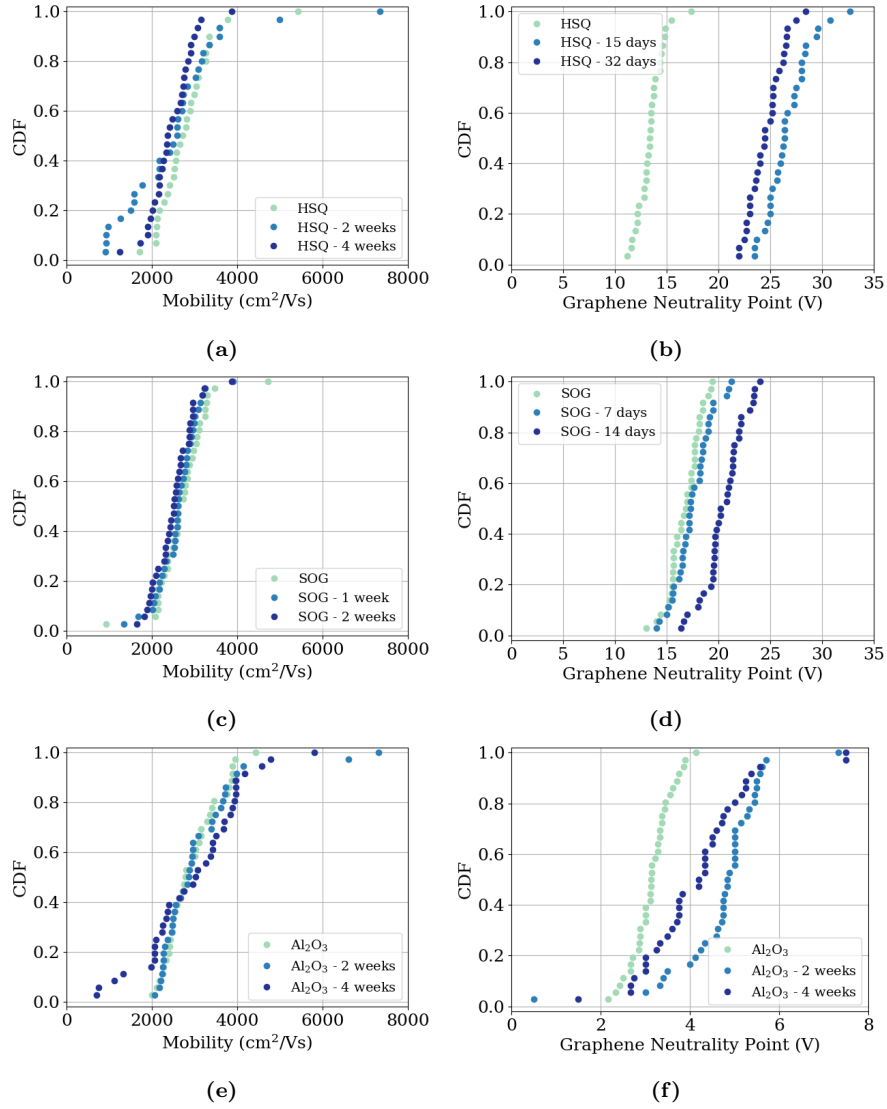 1.0
0.8
0.6
0.4
0.2
0.0
CDF
HSQ
HSQ - 2 weeks
HSQ - 4 weeks
0 2000 4000 6000 8000
Mobility (cm²/Vs)
(a)
1.0
0.8
0.6
0.4
0.2
0.0
CDF
HSQ
HSQ - 15 days
HSQ - 32 days
0 5 10 15 20 25 30 35
Graphene Neutrality Point (V)
(b)
1.0
0.8
0.6
0.4
0.2
0.0
CDF
SOG
SOG - 1 week
SOG - 2 weeks
0 2000 4000 6000 8000
Mobility (cm²/Vs)
(c)
1.0
0.8
0.6
0.4
0.2
0.0
CDF
SOG
SOG - 7 days
SOG - 14 days
0 5 10 15 20 25 30 35
Graphene Neutrality Point (V)
(d)
1.0
0.8
0.6
0.4
0.2
0.0
CDF
Al₂O₃
Al₂O₃ - 2 weeks
Al₂O₃ - 4 weeks
0 2000 4000 6000 8000
Mobility (cm²/Vs)
(e)
1.0
0.8
0.6
0.4
0.2
0.0
CDF
Al₂O₃
Al₂O₃ - 2 weeks
Al₂O₃ - 4 weeks
0 2 4 6 8
Graphene Neutrality Point (V)
(f)